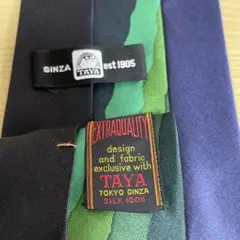 GINZA TAYA est 1905
EXTRAQUALITY
design
and fabric
exclusive with
TAYA
TOKYO GINZA
SILK 100%